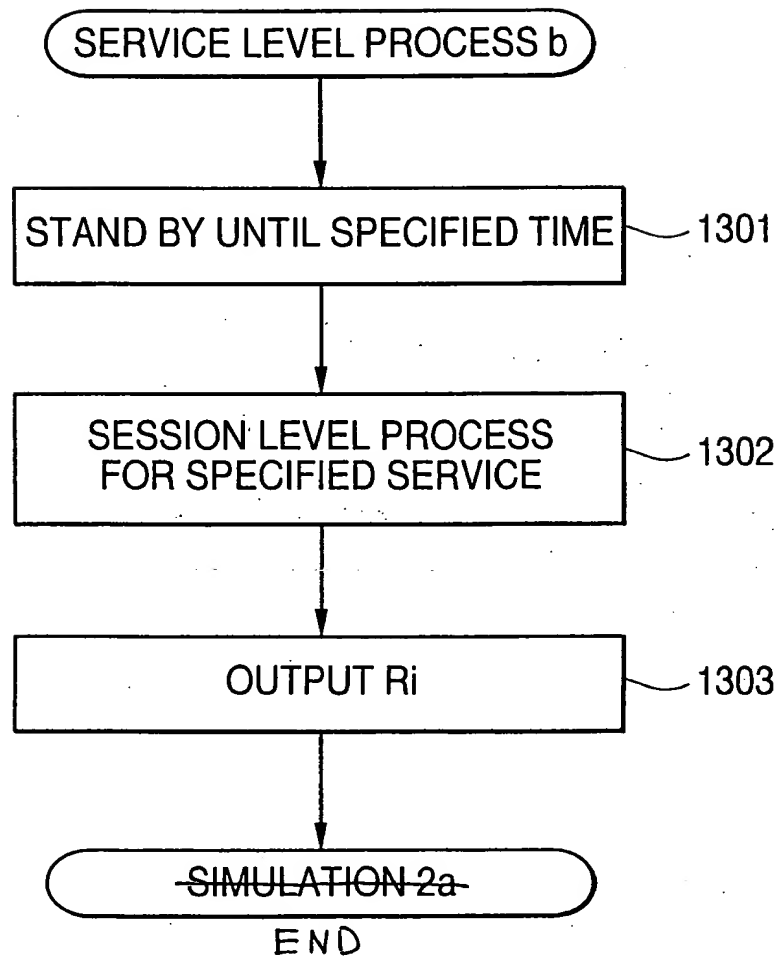 SERVICE LEVEL PROCESS b
STAND BY UNTIL SPECIFIED TIME
1301
SESSION LEVEL PROCESS
FOR SPECIFIED SERVICE
1302
OUTPUT Ri
1303
SIMULATION 2a
END